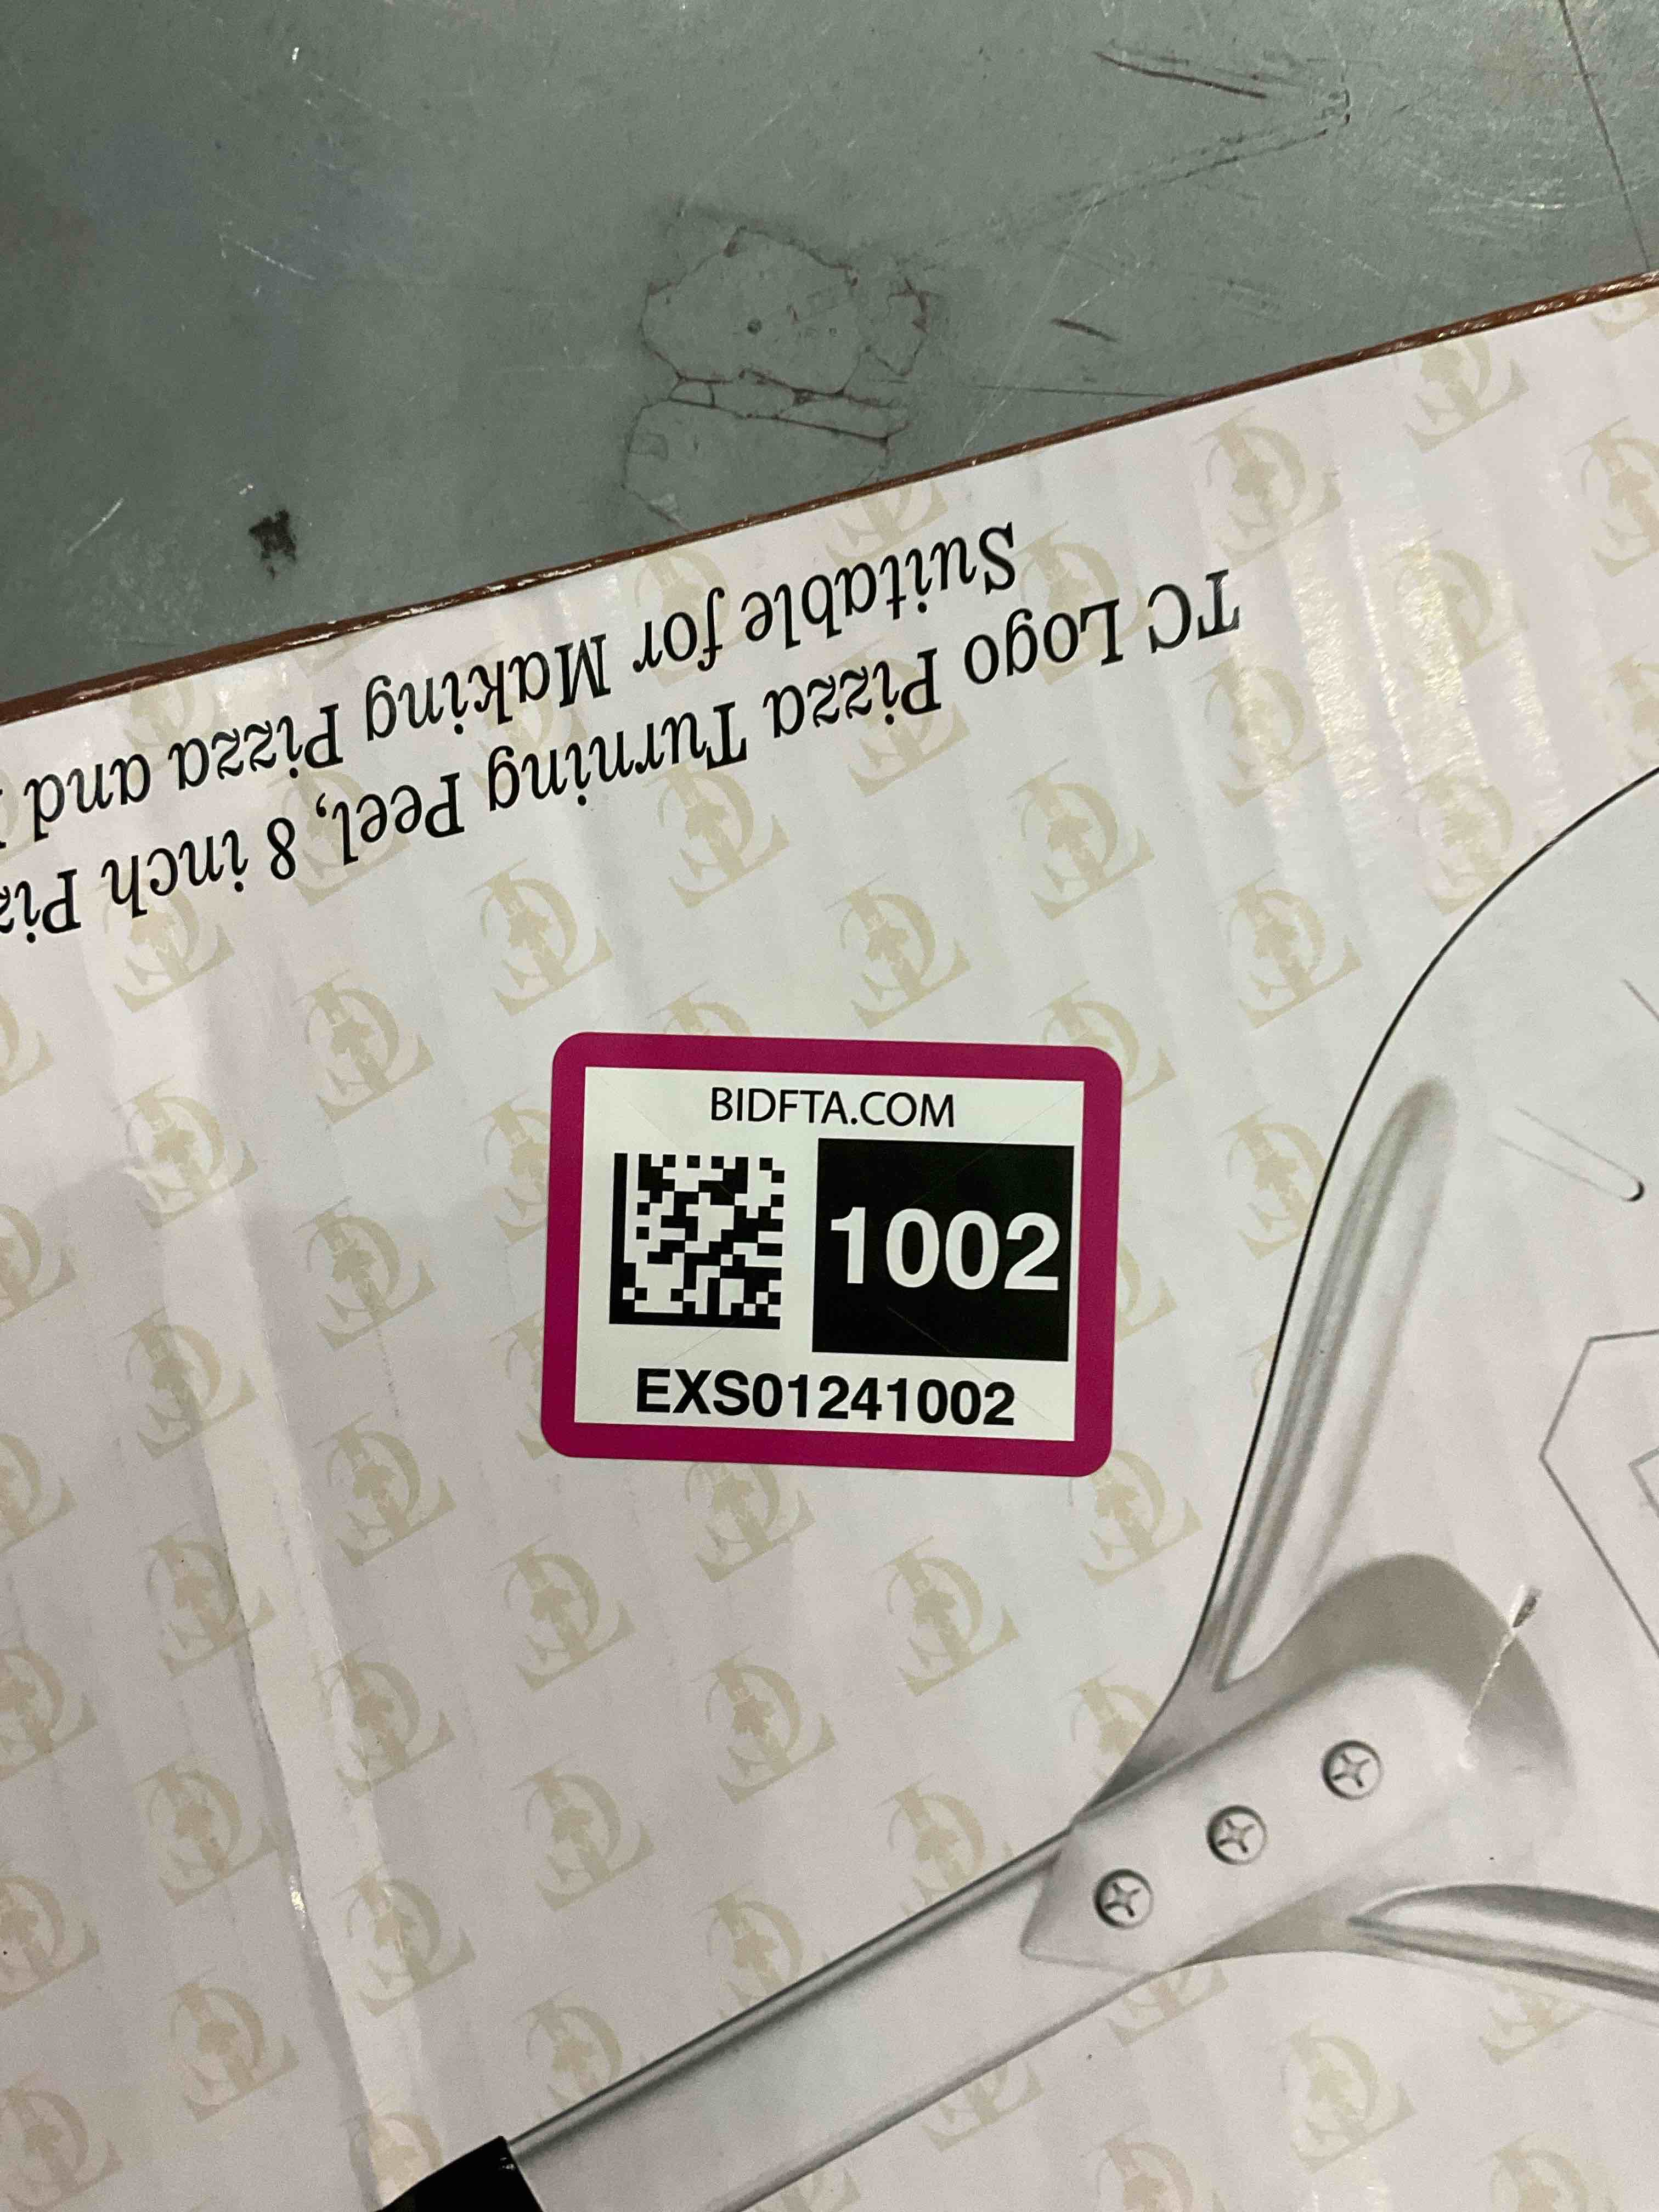 TC Logo Pizza Turning Peel, 8 inch
Suitable for Making Pizza and
BIDFTA.COM
1002
EXS01241002